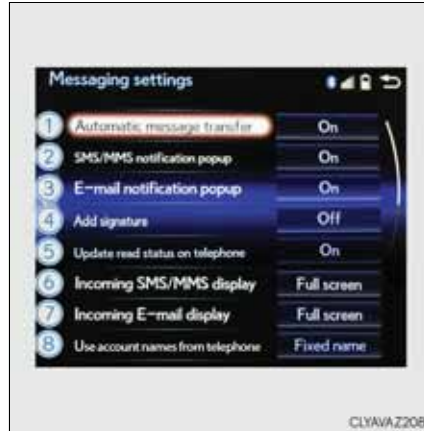 Messaging settings
1 Automatic message transfer On
2 SMS/MMS notification popup On
3 E-mail notification popup On
4 Add signature Off
5 Update read status on telephone On
6 Incoming SMS/MMS display Full screen
7 Incoming E-mail display Full screen
8 Use account names from telephone Fixed name
CLYAVAZ208